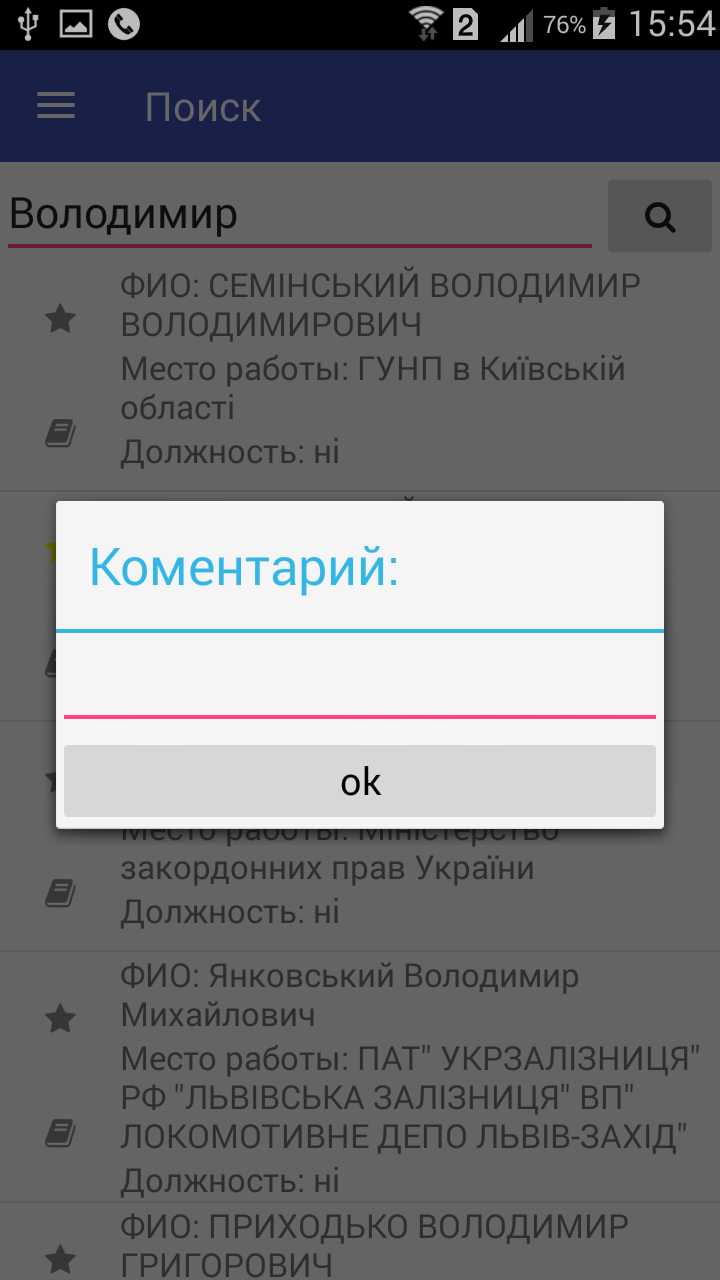 2 76% 15:54
Поиск
Володимир
ФИО: СЕМІНСЬКИЙ ВОЛОДИМИР
ВОЛОДИМИРОВИЧ
Место работы: ГУНП в Київській
області
Должность: ні
Коментарий:
ok
Место работы: Міністерство
закордонних прав України
Должность: ні
ФИО: Янковський Володимир
Михайлович
Место работы: ПАТ" УКРЗАЛІЗНИЦЯ"
РФ "ЛЬВІВСЬКА ЗАЛІЗНИЦЯ" ВП"
ЛОКОМОТИВНЕ ДЕПО ЛЬВІВ-ЗАХІД"
Должность: ні
ФИО: ПРИХОДЬКО ВОЛОДИМИР
ГРИГОРОВИЧ